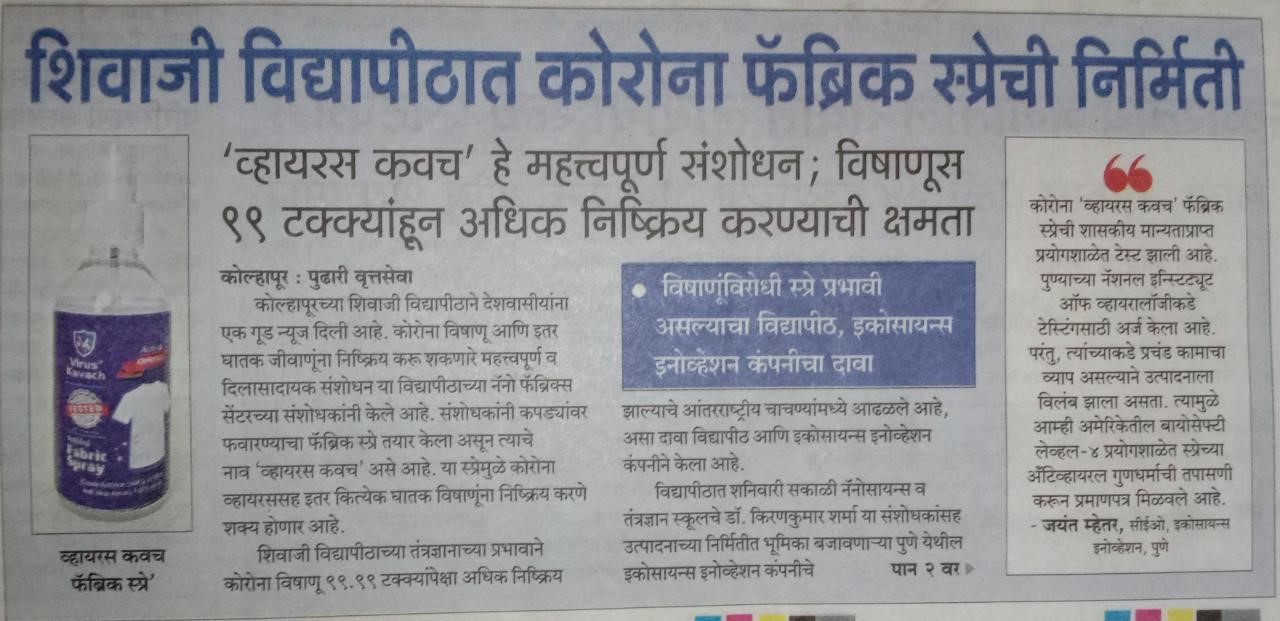 शिवाजी विद्यापीठात कोरोना फॅब्रिक स्प्रेची निर्मिती
'व्हायरस कवच' हे महत्त्वपूर्ण संशोधन; विषाणूस
९९ टक्क्यांहून अधिक निष्क्रिय करण्याची क्षमता
Virus
Kavach
TESTED
Fabric
Spray
व्हायरस कवच
फॅब्रिक स्प्रे'
कोल्हापूर : पुढारी वृत्तसेवा
कोल्हापूरच्या शिवाजी विद्यापीठाने देशवासीयांना
एक गूड न्यूज दिली आहे. कोरोना विषाणू आणि इतर
घातक जीवाणूंना निष्क्रिय करू शकणारे महत्त्वपूर्ण व
दिलासादायक संशोधन या विद्यापीठाच्या नॅनो फॅब्रिक्स
सेंटरच्या संशोधकांनी केले आहे. संशोधकांनी कपड्यांवर
फवारण्याचा फॅब्रिक स्प्रे तयार केला असून त्याचे
नाव 'व्हायरस कवच' असे आहे. या स्प्रेमुळे कोरोना
व्हायरससह इतर कित्येक घातक विषाणूंना निष्क्रिय करणे
शक्य होणार आहे.
शिवाजी विद्यापीठाच्या तंत्रज्ञानाच्या प्रभावाने
कोरोना विषाणू ९९.९९ टक्क्यांपेक्षा अधिक निष्क्रिय
• विषाणूंविरोधी स्प्रे प्रभावी
असल्याचा विद्यापीठ, इकोसायन्स
इनोव्हेशन कंपनीचा दावा
झाल्याचे आंतरराष्ट्रीय चाचण्यांमध्ये आढळले आहे,
असा दावा विद्यापीठ आणि इकोसायन्स इनोव्हेशन
कंपनीने केला आहे.
विद्यापीठात शनिवारी सकाळी नॅनोसायन्स व
तंत्रज्ञान स्कूलचे डॉ. किरणकुमार शर्मा या संशोधकांसह
उत्पादनाच्या निर्मितीत भूमिका बजावणाऱ्या पुणे येथील
इकोसायन्स इनोव्हेशन कंपनीचे पान २ वर
❝
कोरोना 'व्हायरस कवच' फॅब्रिक
स्प्रेची शासकीय मान्यताप्राप्त
प्रयोगशाळेत टेस्ट झाली आहे.
पुण्याच्या नॅशनल इन्स्टिट्यूट
ऑफ व्हायरालॉजीकडे
टेस्टिंगसाठी अर्ज केला आहे.
परंतु, त्यांच्याकडे प्रचंड कामाचा
व्याप असल्याने उत्पादनाला
विलंब झाला असता. त्यामुळे
आम्ही अमेरिकेतील बायोसेफ्टी
लेव्हल-४ प्रयोगशाळेत स्प्रेच्या
अँटिव्हायरल गुणधर्माची तपासणी
करून प्रमाणपत्र मिळवले आहे.
- जयंत म्हेतर, सीईओ, इकोसायन्स
इनोव्हेशन, पुणे